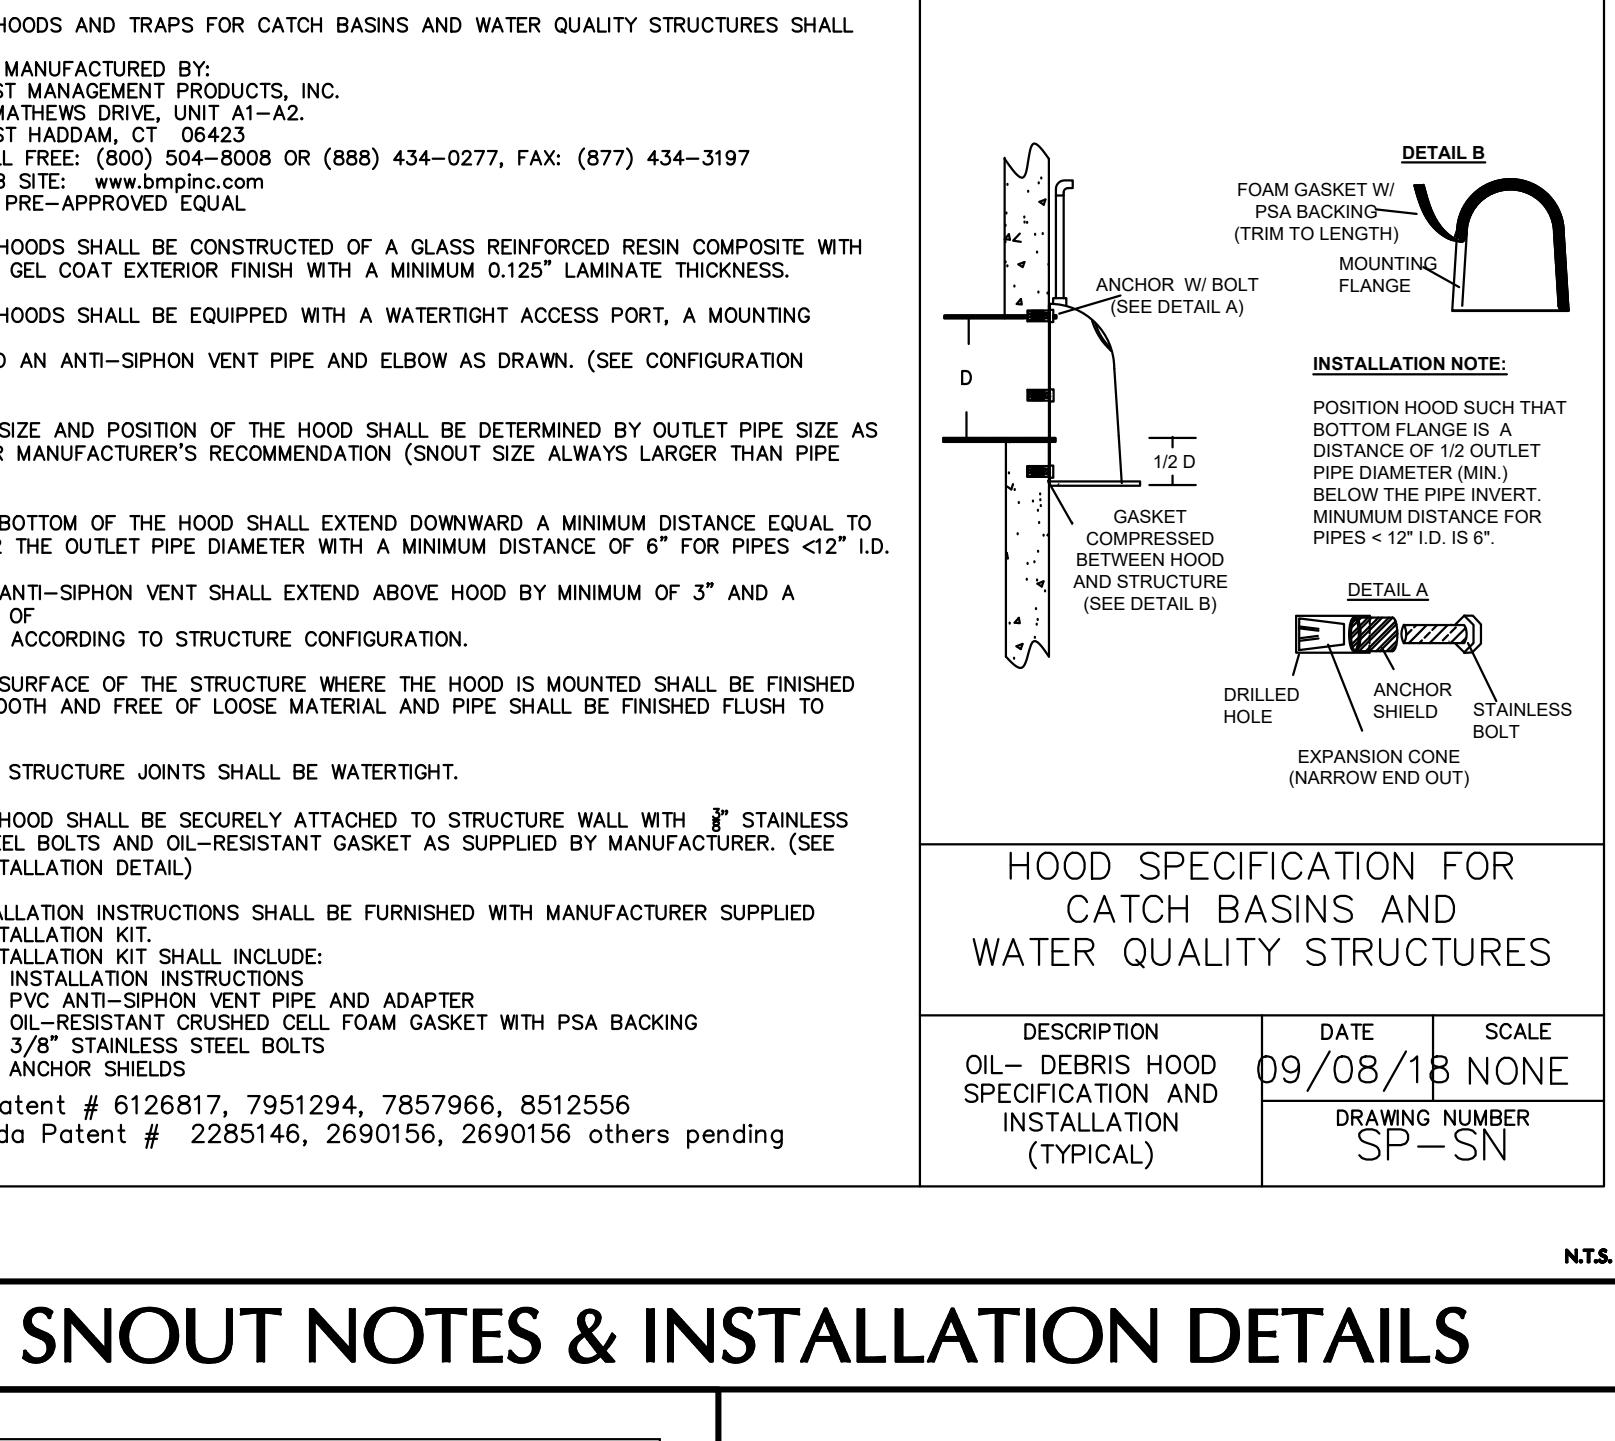 HOODS AND TRAPS FOR CATCH BASINS AND WATER QUALITY STRUCTURES SHALL
MANUFACTURED BY:
ST MANAGEMENT PRODUCTS, INC.
MATHEWS DRIVE, UNIT A1-A2.
ST HADDAM, CT 06423
L FREE: (800) 504-8008 OR (888) 434-0277, FAX: (877) 434-3197
B SITE: www.bmpinc.com
PRE-APPROVED EQUAL
HOODS SHALL BE CONSTRUCTED OF A GLASS REINFORCED RESIN COMPOSITE WITH
GEL COAT EXTERIOR FINISH WITH A MINIMUM 0.125" LAMINATE THICKNESS.
HOODS SHALL BE EQUIPPED WITH A WATERTIGHT ACCESS PORT, A MOUNTING
D AN ANTI-SIPHON VENT PIPE AND ELBOW AS DRAWN. (SEE CONFIGURATION
SIZE AND POSITION OF THE HOOD SHALL BE DETERMINED BY OUTLET PIPE SIZE AS
R MANUFACTURER'S RECOMMENDATION (SNOUT SIZE ALWAYS LARGER THAN PIPE
BOTTOM OF THE HOOD SHALL EXTEND DOWNWARD A MINIMUM DISTANCE EQUAL TO
2 THE OUTLET PIPE DIAMETER WITH A MINIMUM DISTANCE OF 6" FOR PIPES <12" I.D.
ANTI-SIPHON VENT SHALL EXTEND ABOVE HOOD BY MINIMUM OF 3" AND A
OF
ACCORDING TO STRUCTURE CONFIGURATION.
SURFACE OF THE STRUCTURE WHERE THE HOOD IS MOUNTED SHALL BE FINISHED
OOTH AND FREE OF LOOSE MATERIAL AND PIPE SHALL BE FINISHED FLUSH TO
STRUCTURE JOINTS SHALL BE WATERTIGHT.
HOOD SHALL BE SECURELY ATTACHED TO STRUCTURE WALL WITH 3/8" STAINLESS
EEL BOLTS AND OIL-RESISTANT GASKET AS SUPPLIED BY MANUFACTURER. (SEE
TALLATION DETAIL)
ALLATION INSTRUCTIONS SHALL BE FURNISHED WITH MANUFACTURER SUPPLIED
TALLATION KIT.
TALLATION KIT SHALL INCLUDE:
INSTALLATION INSTRUCTIONS
PVC ANTI-SIPHON VENT PIPE AND ADAPTER
OIL-RESISTANT CRUSHED CELL FOAM GASKET WITH PSA BACKING
3/8" STAINLESS STEEL BOLTS
ANCHOR SHIELDS
atent # 6126817, 7951294, 7857966, 8512556
da Patent # 2285146, 2690156, 2690156 others pending
DETAIL B
FOAM GASKET W/
PSA BACKING
(TRIM TO LENGTH)
MOUNTING
FLANGE
ANCHOR W/ BOLT
(SEE DETAIL A)
D
1/2 D
GASKET
COMPRESSED
BETWEEN HOOD
AND STRUCTURE
(SEE DETAIL B)
INSTALLATION NOTE:
POSITION HOOD SUCH THAT
BOTTOM FLANGE IS A
DISTANCE OF 1/2 OUTLET
PIPE DIAMETER (MIN.)
BELOW THE PIPE INVERT.
MINUMUM DISTANCE FOR
PIPES < 12" I.D. IS 6".
DETAIL A
DRILLED
HOLE
ANCHOR
SHIELD
STAINLESS
BOLT
EXPANSION CONE
(NARROW END OUT)
HOOD SPECIFICATION FOR
CATCH BASINS AND
WATER QUALITY STRUCTURES
DESCRIPTION
OIL- DEBRIS HOOD
SPECIFICATION AND
INSTALLATION
(TYPICAL)
DATE
09/08/18
SCALE
NONE
DRAWING NUMBER
SP-SN
N.T.S.
SNOUT NOTES & INSTALLATION DETAILS